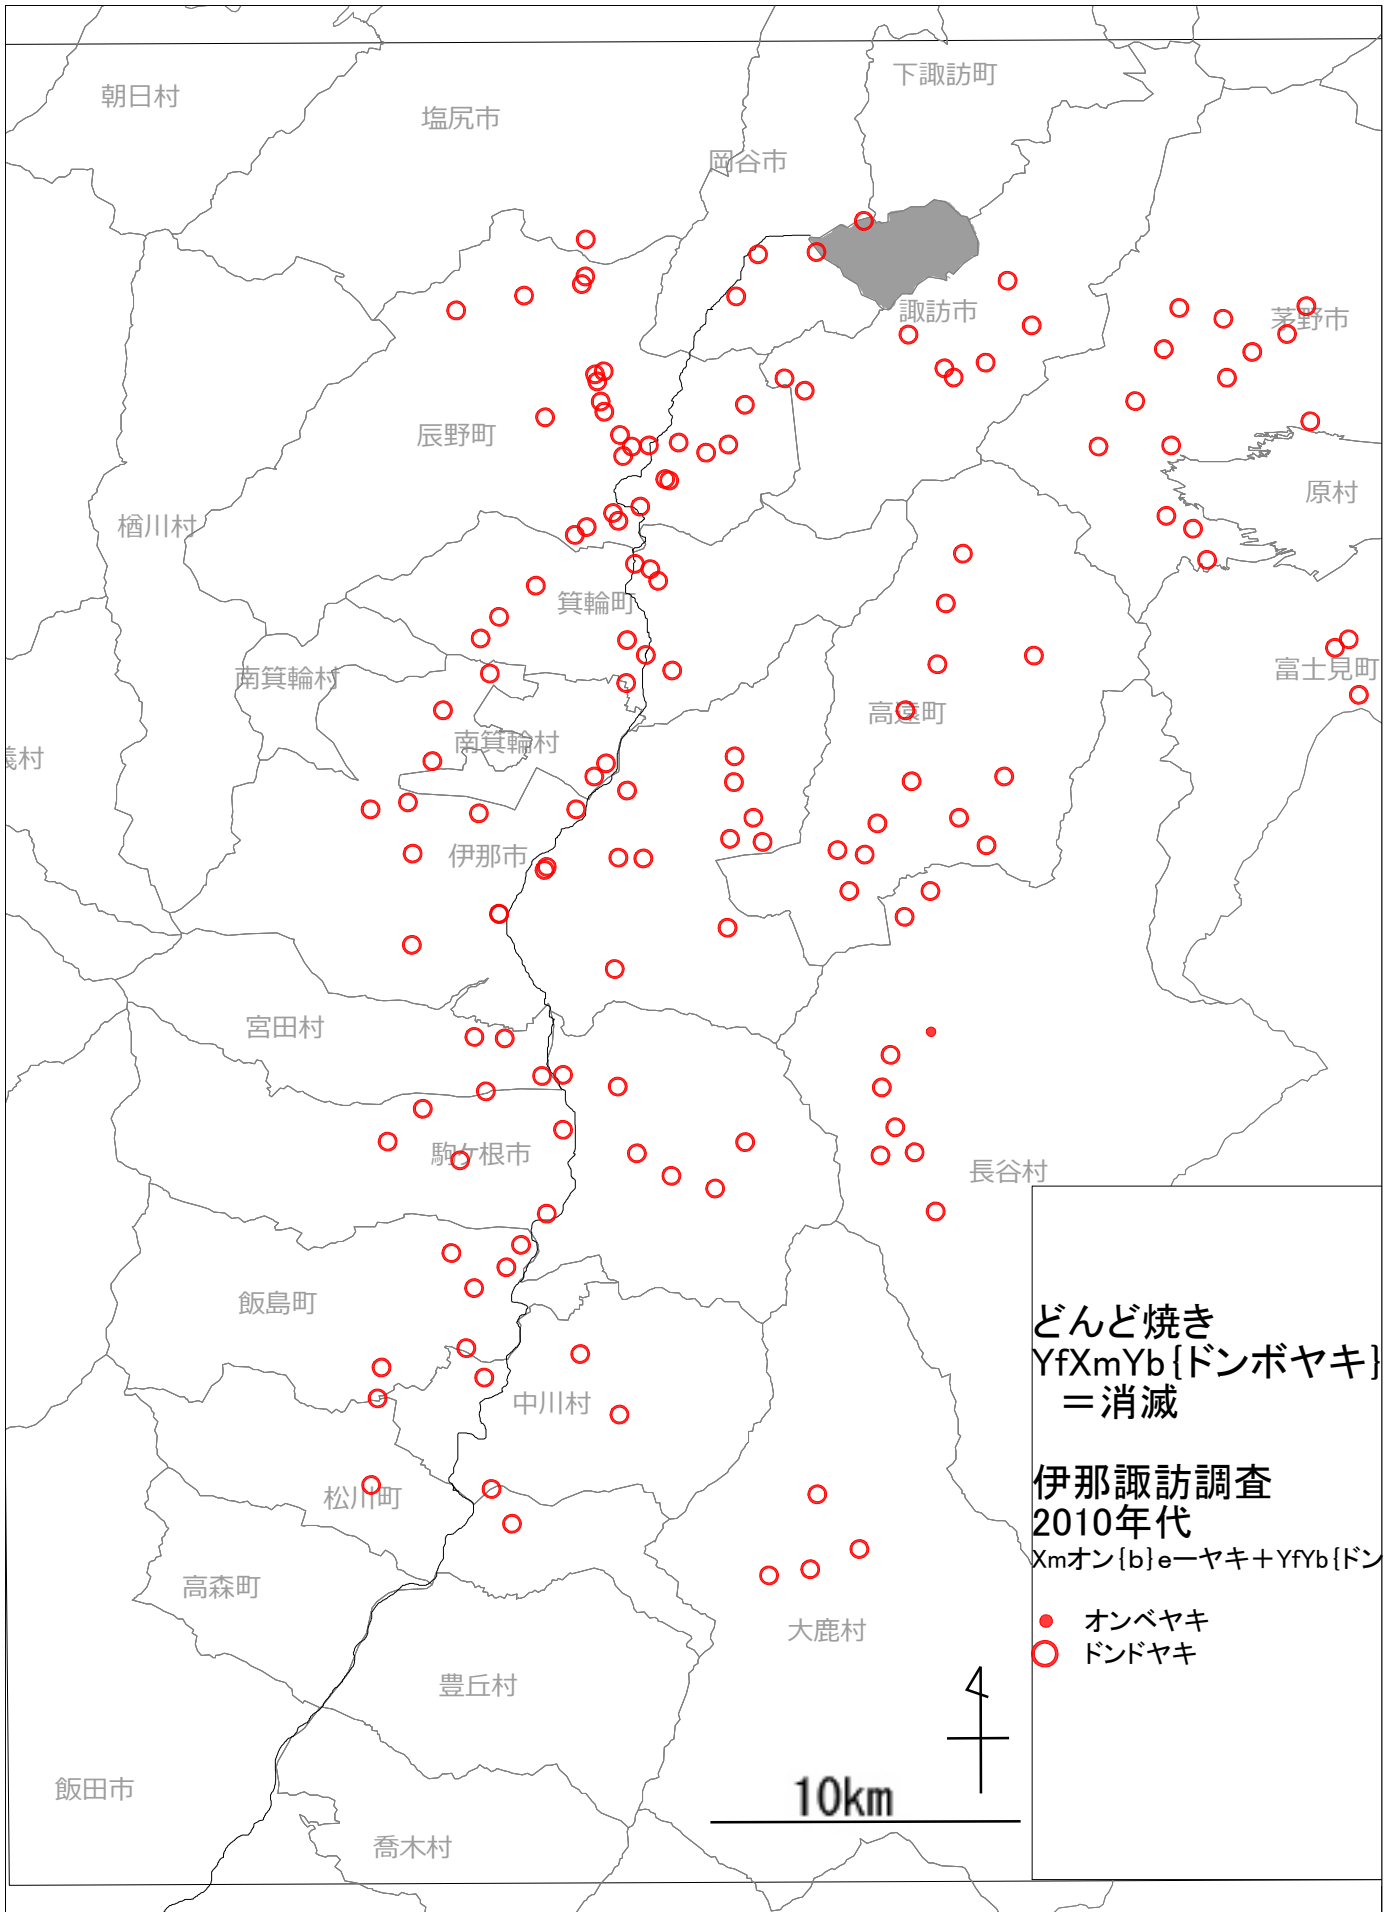 下諏訪町
朝日村
塩尻市
岡谷市
諏訪市
茅野市
辰野町
原村
楢川村
箕輪町
富士見町
南箕輪村
高遠町
南箕輪村
義村
伊那市
宮田村
駒ケ根市
長谷村
飯島町
中川村
松川町
高森町
大鹿村
豊丘村
飯田市
喬木村
どんど焼き
YfXmYb{ドンボヤキ}
＝消滅
伊那諏訪調査
2010年代
Xmオン{b}eーヤキ＋YfYb{ドン
オンベヤキ
ドンドヤキ
10km